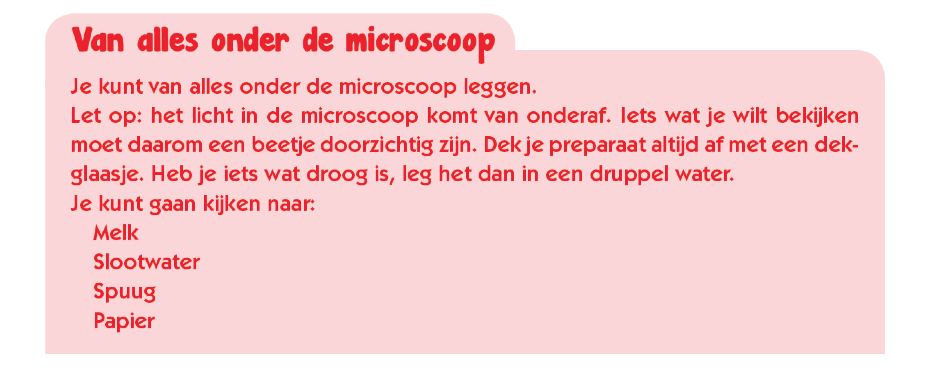 Van alles onder de microscoop
Je kunt van alles onder de microscoop leggen.
Let op: het licht in de microscoop komt van onderaf. Iets wat je wilt bekijken
moet daarom een beetje doorzichtig zijn. Dek je preparaat altijd af met een dek-
glaasje. Heb je iets wat droog is, leg het dan in een druppel water.
Je kunt gaan kijken naar:
Melk
Slootwater
Spuug
Papier